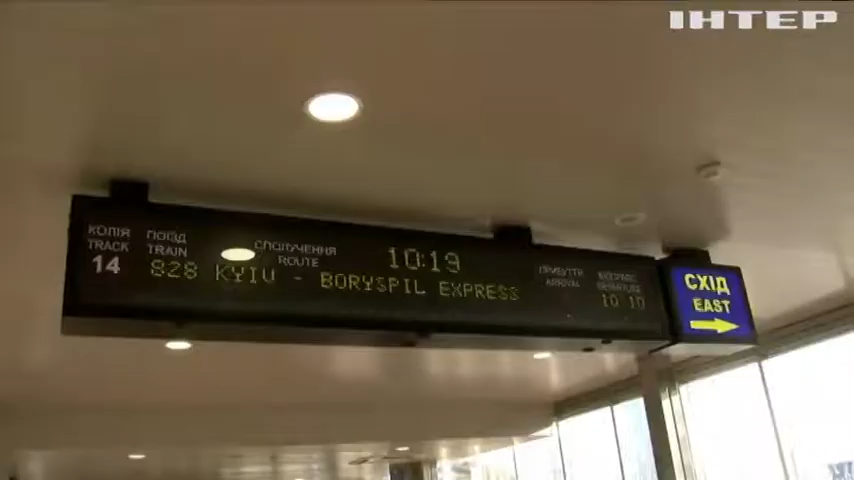 ІНТЕР
КОЛІЯ ПОЇЗД СПОЛУЧЕННЯ 10:19 ПРИБУТТЯ
TRACK TRAIN ROUTE ARRIVAL DEPARTURE
14 828 KYIV - BORYSPIL EXPRESS 10 10
СХІД
EAST